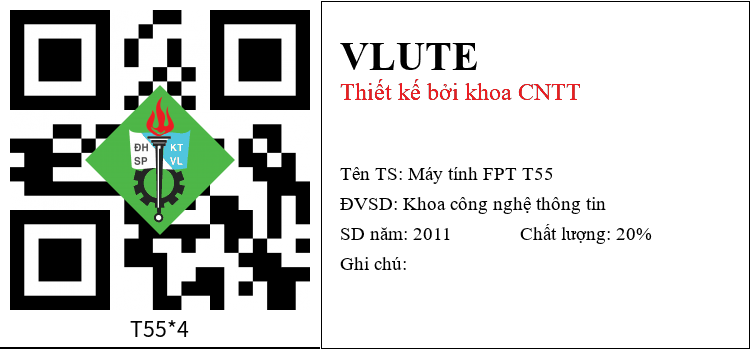 ĐH KT
SP VL
T55*4
VLUTE
Thiết kế bởi khoa CNTT
Tên TS: Máy tính FPT T55
ĐVSD: Khoa công nghệ thông tin
SD năm: 2011 Chất lượng: 20%
Ghi chú: